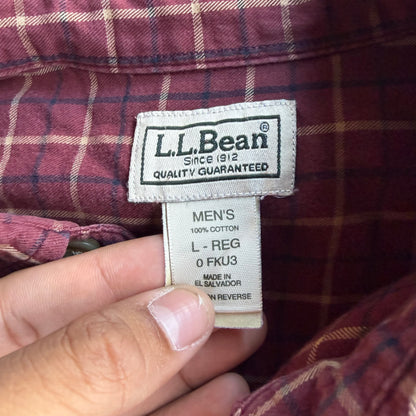 L.L.Bean®
Since 1912
QUALITY GUARANTEED
MEN'S
100% COTTON
L - REG
0 FKU3
MADE IN
EL SALVADOR
ON REVERSE